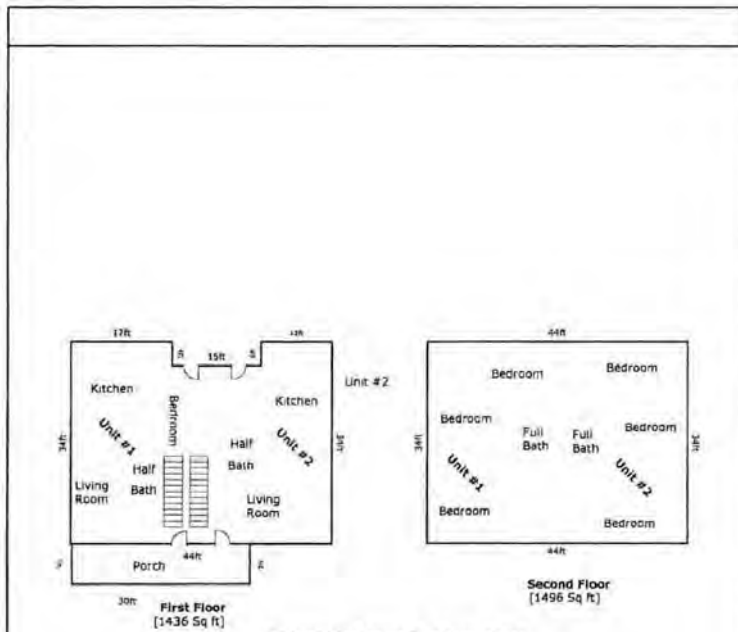 17ft
15ft
12ft
Kitchen
Bedroom
Kitchen
Unit #2
34ft
Unit #1
Half
Bath
Unit #2
34ft
Half
Bath
Living
Room
Living
Room
44ft
Porch
30ft
First Floor
[1436 Sq ft]
44ft
Bedroom
Bedroom
Bedroom
Full
Bath
Full
Bath
Bedroom
34ft
34ft
Unit #1
Unit #2
Bedroom
Bedroom
44ft
Second Floor
[1496 Sq ft]